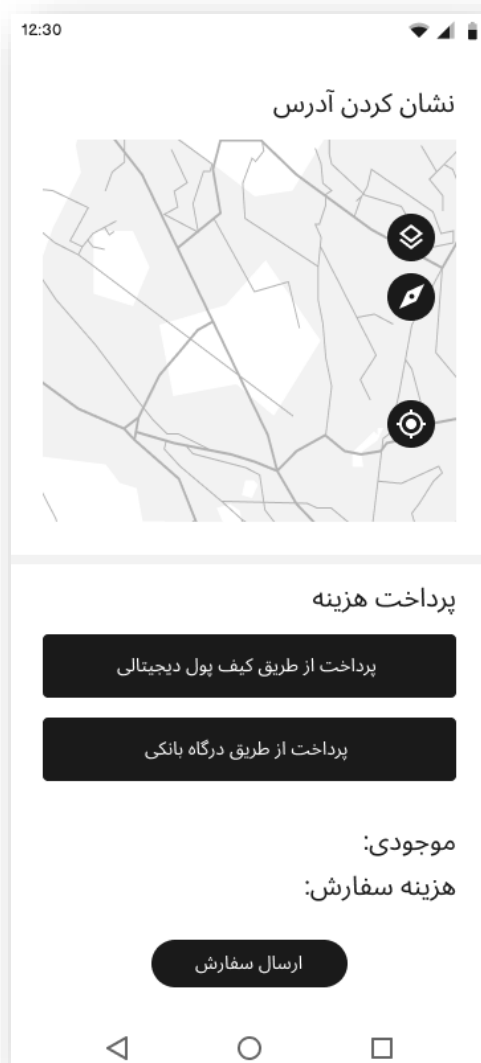 12:30
نشان کردن آدرس
پرداخت هزینه
پرداخت از طریق کیف پول دیجیتالی
پرداخت از طریق درگاه بانکی
موجودی:
هزینه سفارش:
ارسال سفارش